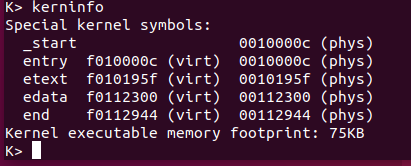 K> kerninfo
Special kernel symbols:
  _start                  0010000c (phys)
  entry  f010000c (virt)  0010000c (phys)
  etext  f010195f (virt)  0010195f (phys)
  edata  f0112300 (virt)  00112300 (phys)
  end    f0112944 (virt)  00112944 (phys)
Kernel executable memory footprint: 75KB
K>